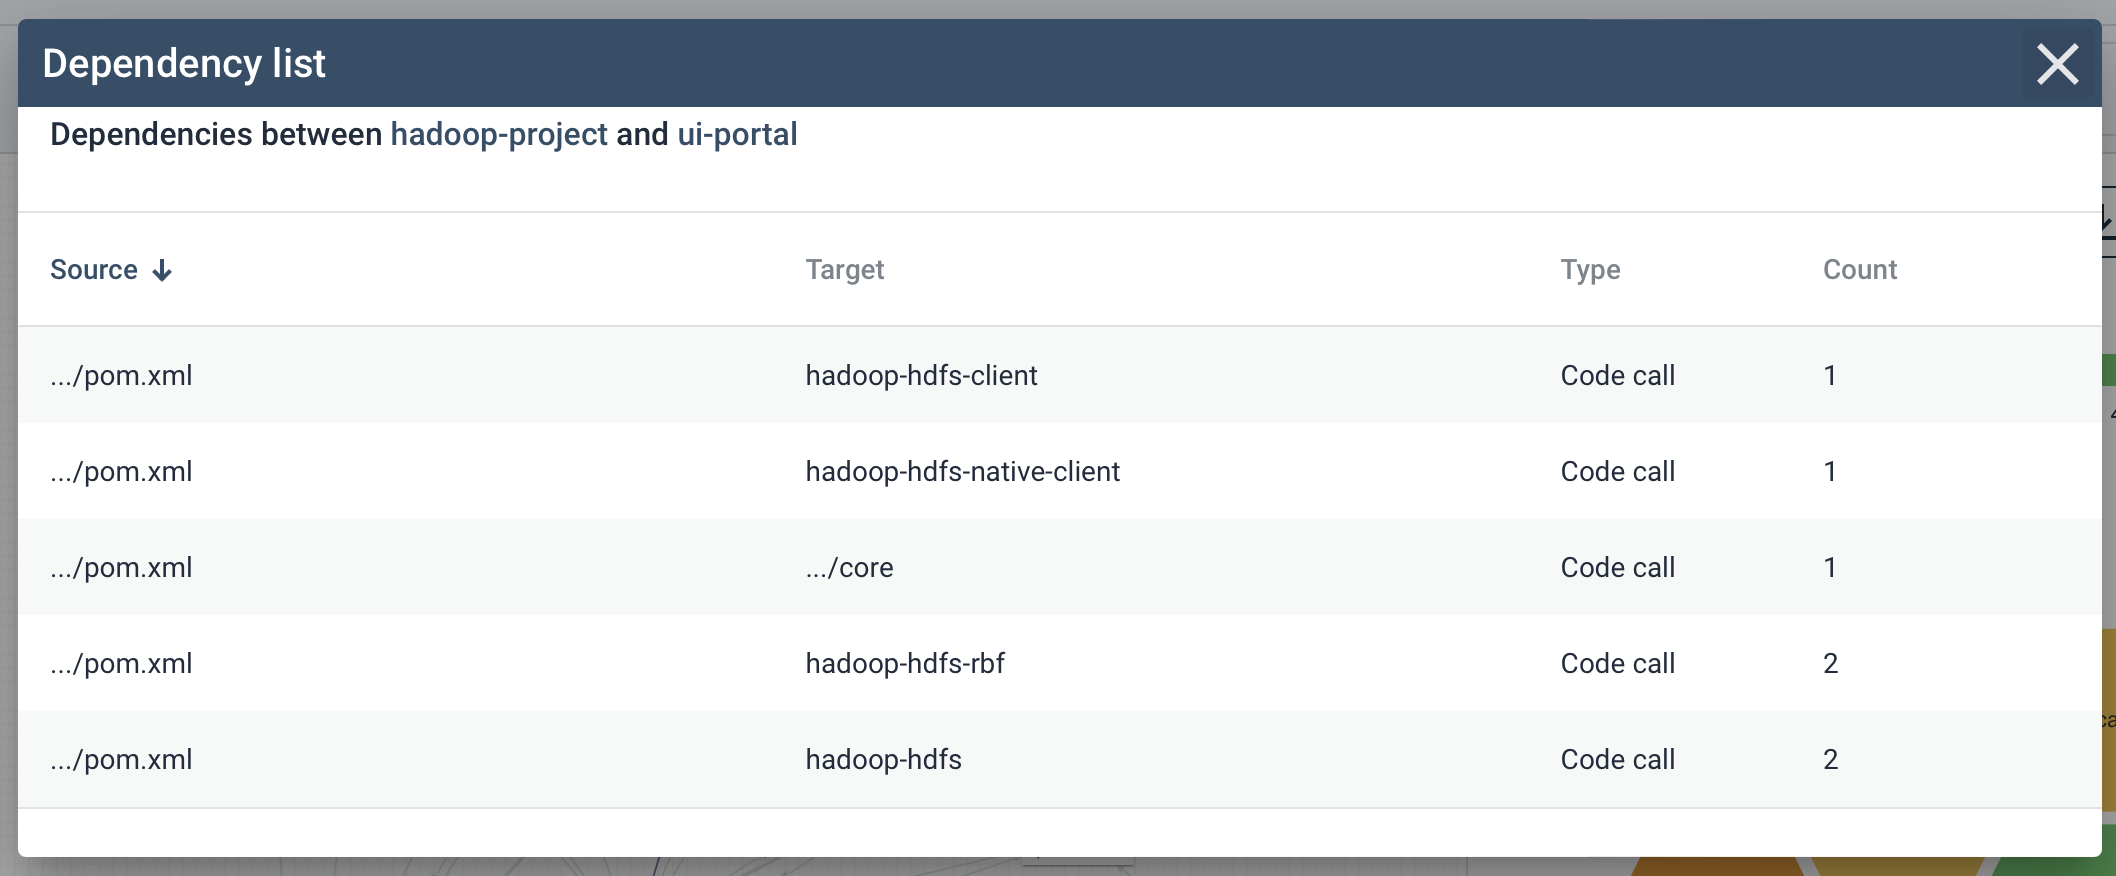 Dependency list
Dependencies between hadoop-project and ui-portal
Source Target Type Count
.../pom.xml hadoop-hdfs-client Code call 1
.../pom.xml hadoop-hdfs-native-client Code call 1
.../pom.xml .../core Code call 1
.../pom.xml hadoop-hdfs-rbf Code call 2
.../pom.xml hadoop-hdfs Code call 2